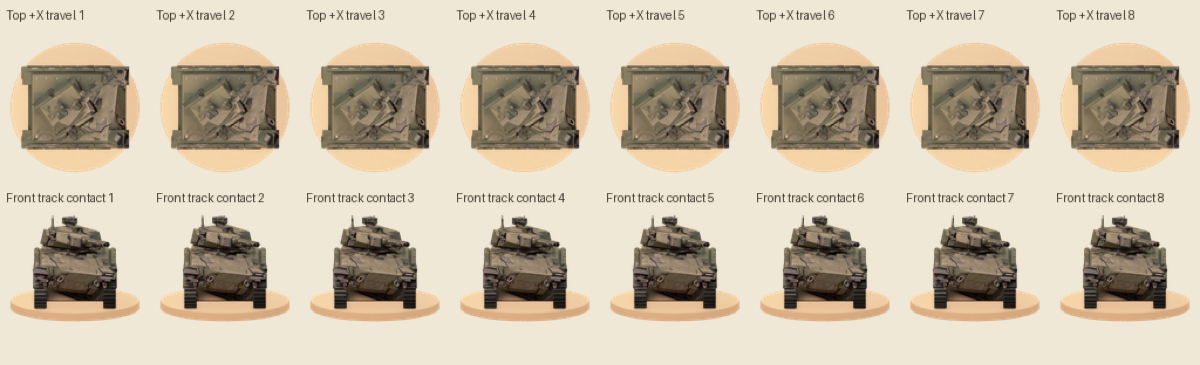 Top +X travel 1
Top +X travel 2
Top +X travel 3
Top +X travel 4
Top +X travel 5
Top +X travel 6
Top +X travel 7
Top +X travel 8
Front track contact 1
Front track contact 2
Front track contact 3
Front track contact 4
Front track contact 5
Front track contact 6
Front track contact 7
Front track contact 8